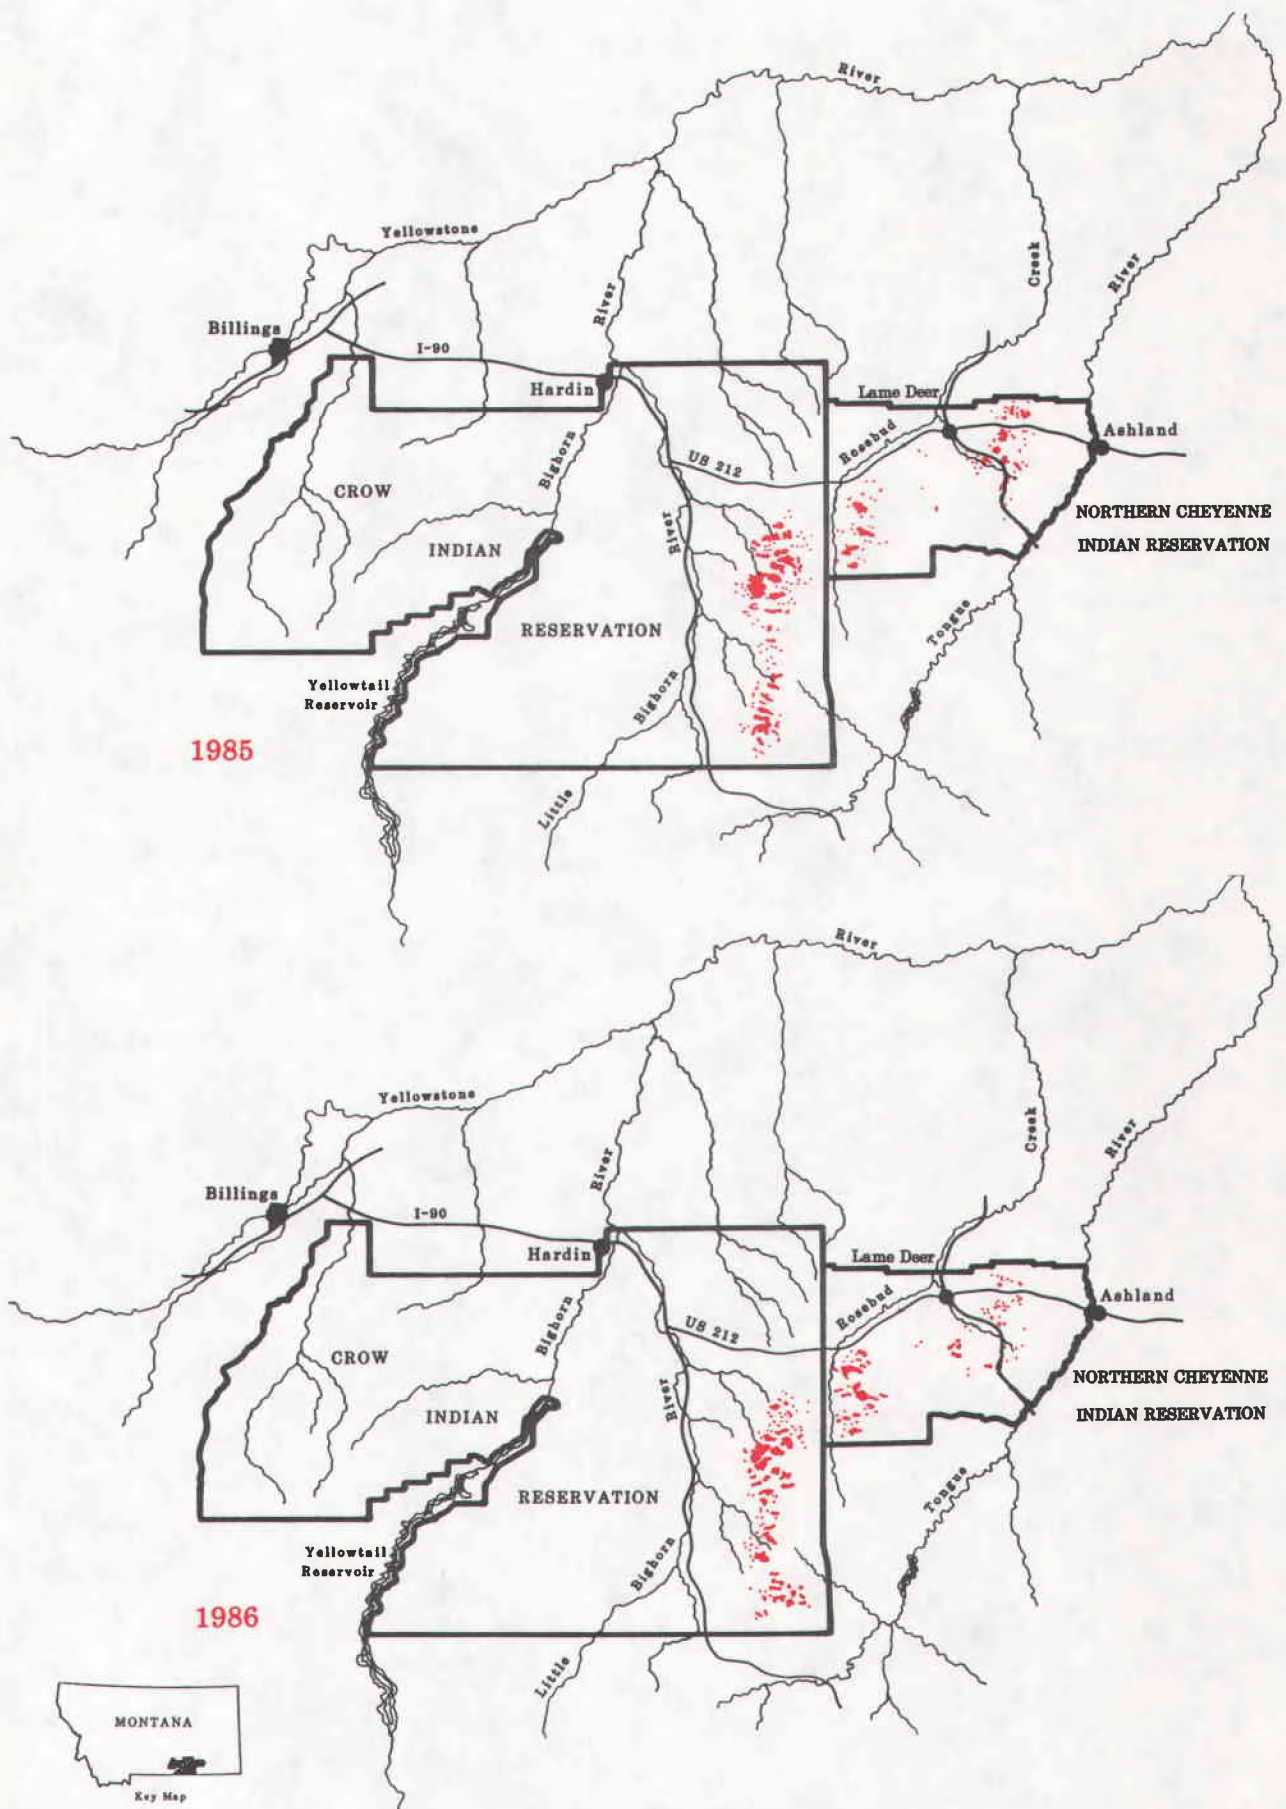 River
Yellowstone
River
Creek
River
Billings
I-90
Hardin
Lame Deer
Rosebud
Ashland
Bighorn
US 212
CROW
NORTHERN CHEYENNE
INDIAN RESERVATION
INDIAN
River
RESERVATION
Tongue
Yellowtail
Reservoir
Bighorn
1985
Little
River
Yellowstone
River
Creek
River
Billings
I-90
Hardin
Lame Deer
Rosebud
Ashland
Bighorn
US 212
CROW
NORTHERN CHEYENNE
INDIAN RESERVATION
INDIAN
River
RESERVATION
Tongue
Yellowtail
Reservoir
Bighorn
1986
Little
MONTANA
Key Map